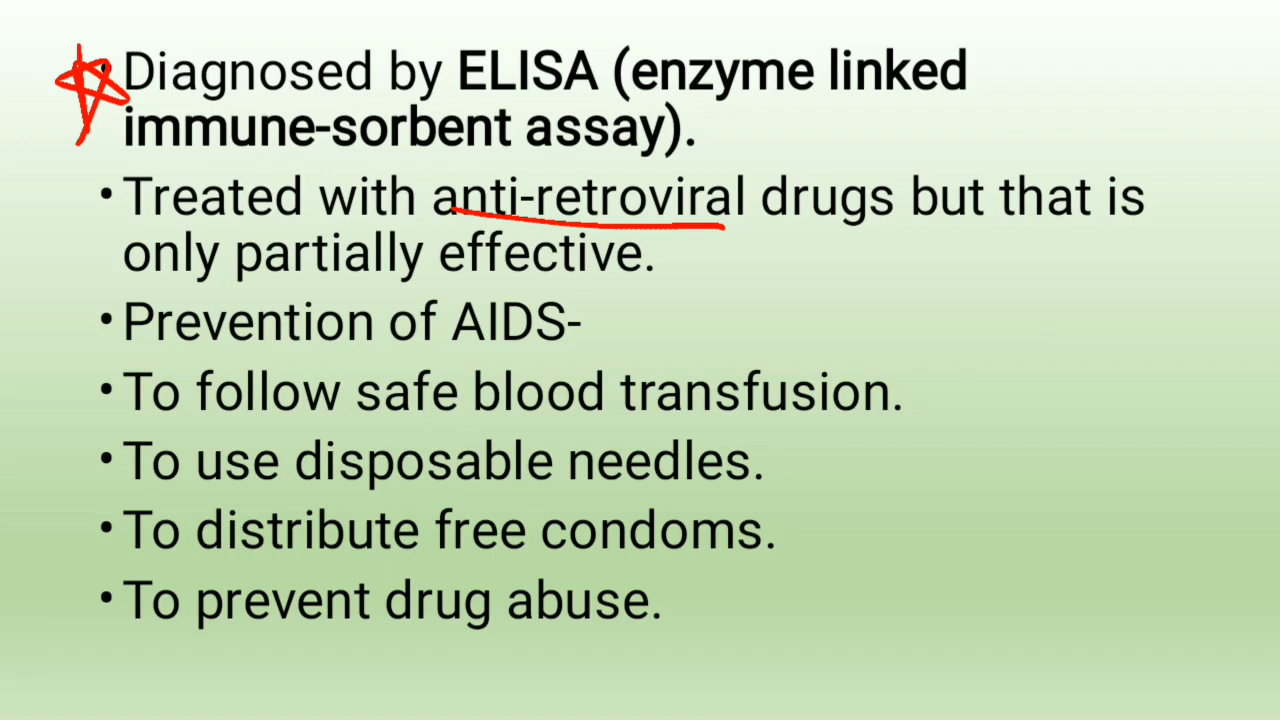 • Diagnosed by ELISA (enzyme linked
immune-sorbent assay).
• Treated with anti-retroviral drugs but that is
only partially effective.
• Prevention of AIDS-
• To follow safe blood transfusion.
• To use disposable needles.
• To distribute free condoms.
• To prevent drug abuse.